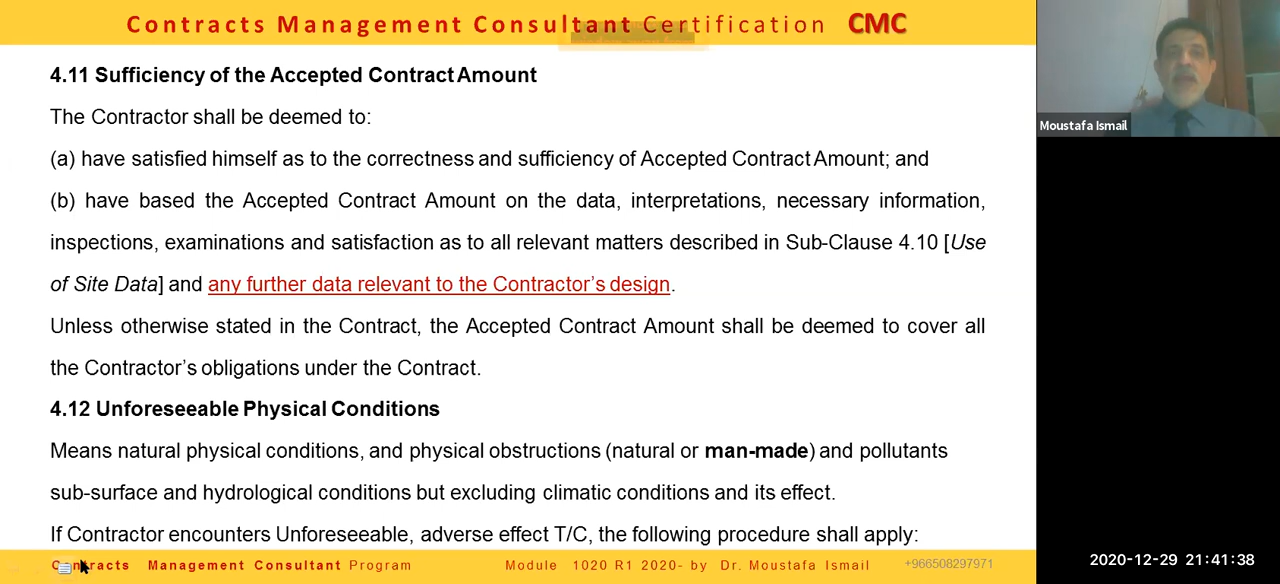 Contracts Management Consultant Certification CMC
4.11 Sufficiency of the Accepted Contract Amount
The Contractor shall be deemed to:
(a) have satisfied himself as to the correctness and sufficiency of Accepted Contract Amount; and
(b) have based the Accepted Contract Amount on the data, interpretations, necessary information,
inspections, examinations and satisfaction as to all relevant matters described in Sub-Clause 4.10 [Use
of Site Data] and any further data relevant to the Contractor's design.
Unless otherwise stated in the Contract, the Accepted Contract Amount shall be deemed to cover all
the Contractor's obligations under the Contract.
4.12 Unforeseeable Physical Conditions
Means natural physical conditions, and physical obstructions (natural or man-made) and pollutants
sub-surface and hydrological conditions but excluding climatic conditions and its effect.
If Contractor encounters Unforeseeable, adverse effect T/C, the following procedure shall apply:
Contracts Management Consultant Program Module 1020 R1 2020- by Dr. Moustafa Ismail +966508297971
Moustafa Ismail
2020-12-29 21:41:38